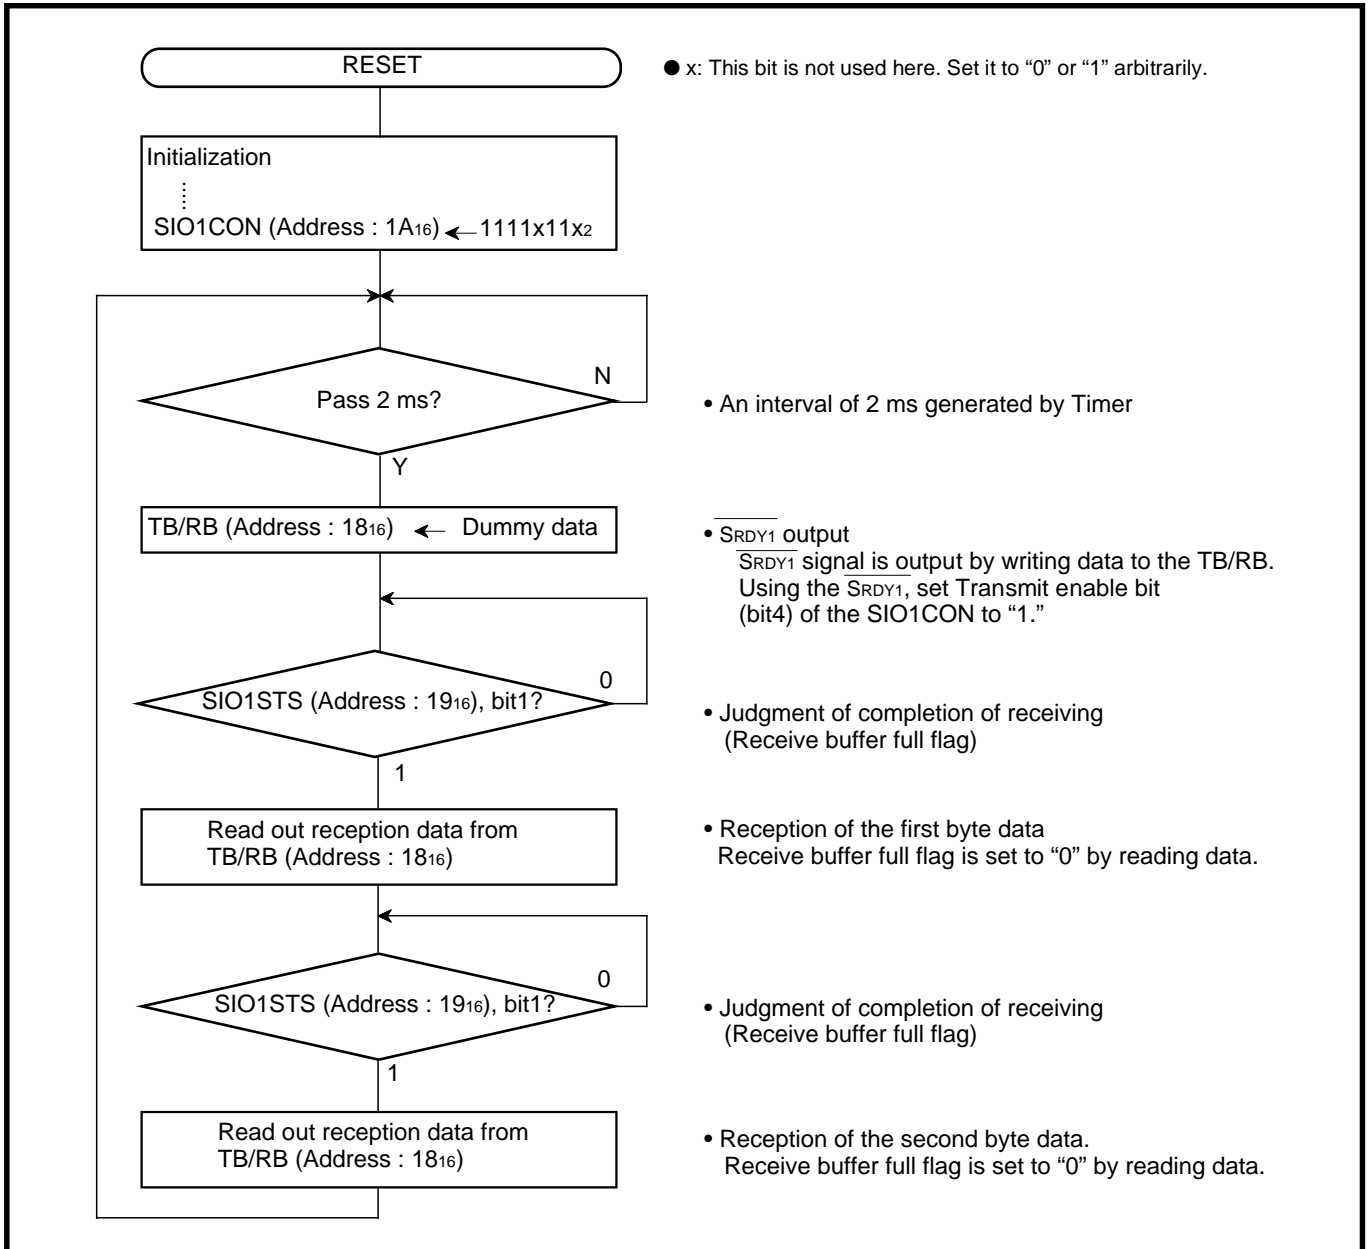 RESET
● x: This bit is not used here. Set it to “0” or “1” arbitrarily.
Initialization
SIO1CON (Address : 1A16) ← 1111x11x2
Pass 2 ms?
N
• An interval of 2 ms generated by Timer
Y
TB/RB (Address : 1816) ← Dummy data
• SRDY1 output
SRDY1 signal is output by writing data to the TB/RB.
Using the SRDY1, set Transmit enable bit
(bit4) of the SIO1CON to “1.”
SIO1STS (Address : 1916), bit1?
0
• Judgment of completion of receiving
(Receive buffer full flag)
1
Read out reception data from
TB/RB (Address : 1816)
• Reception of the first byte data
Receive buffer full flag is set to “0” by reading data.
SIO1STS (Address : 1916), bit1?
0
• Judgment of completion of receiving
(Receive buffer full flag)
1
Read out reception data from
TB/RB (Address : 1816)
• Reception of the second byte data.
Receive buffer full flag is set to “0” by reading data.